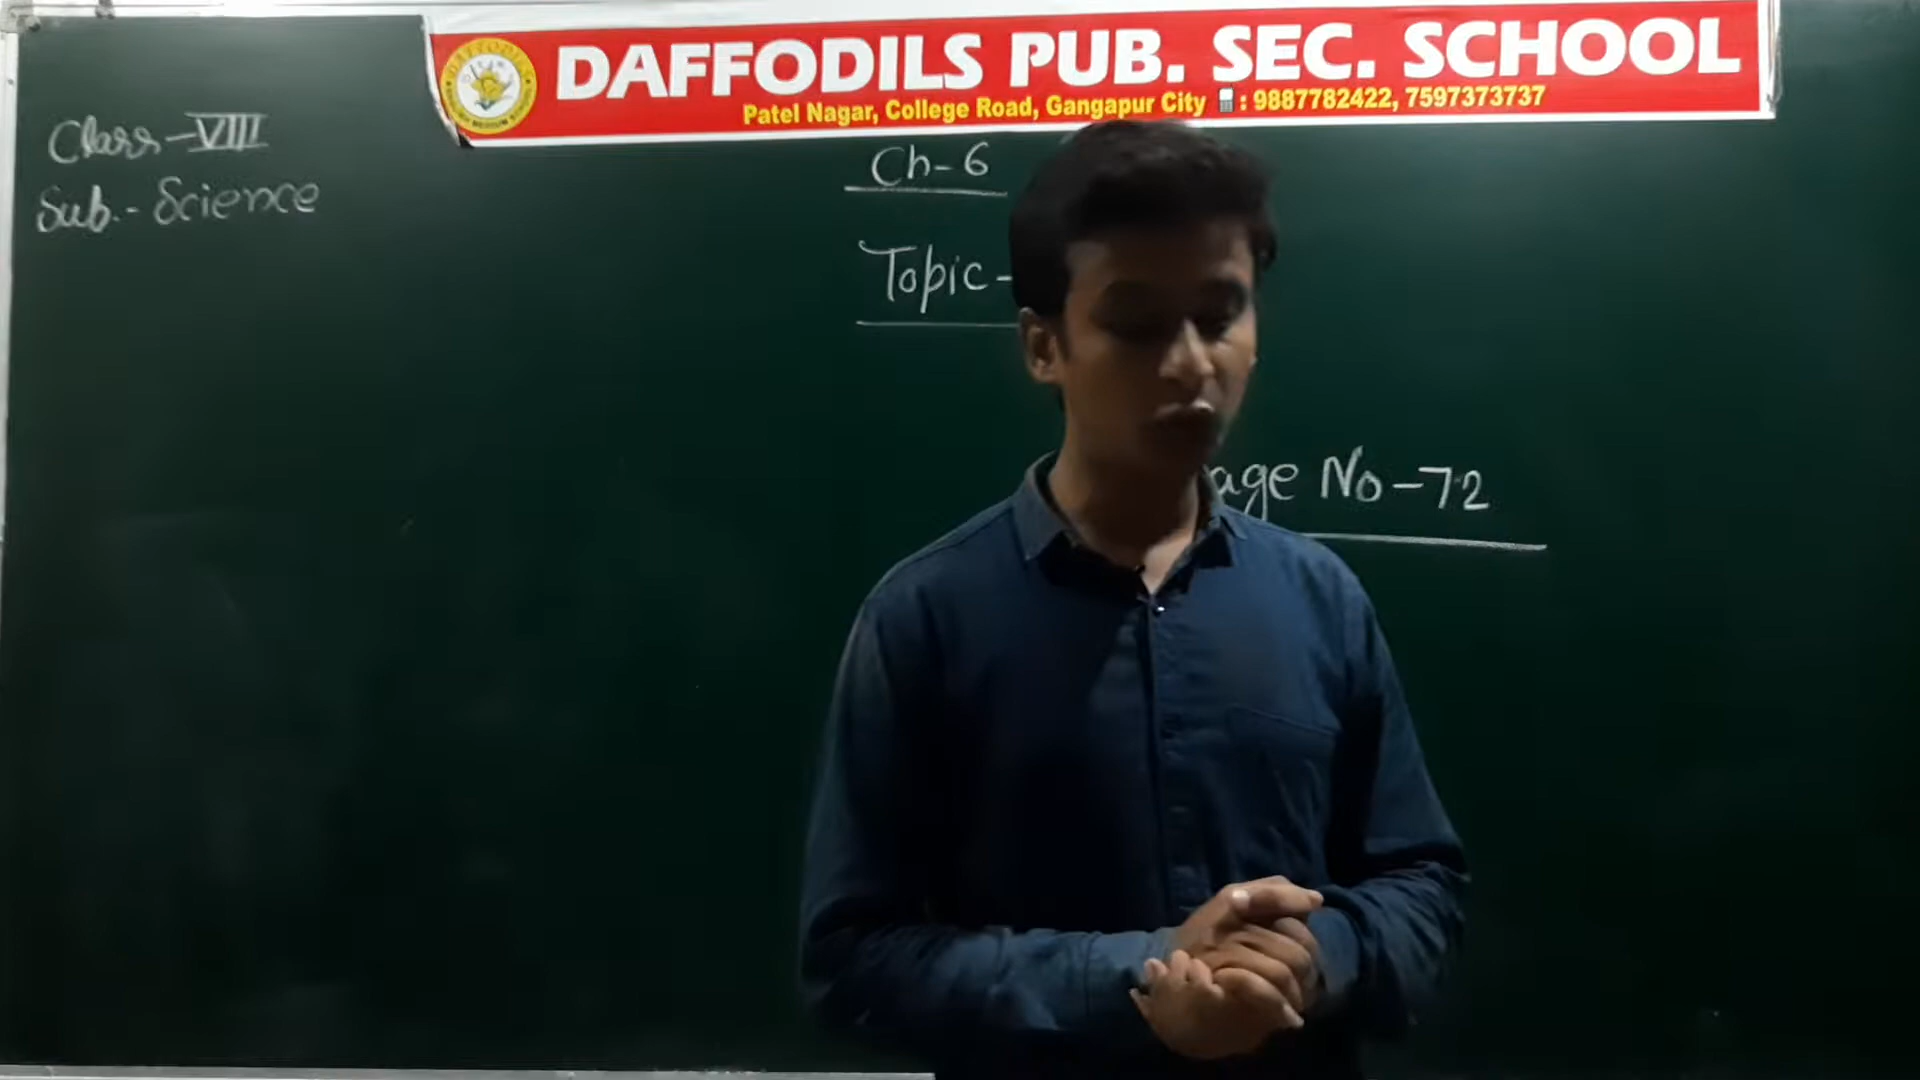 DAFFODILS PUB. SEC. SCHOOL
Patel Nagar, College Road, Gangapur City : 9887782422, 7597373737
Class-VIII
Sub.- Science
Ch-6
Topic-
age No-72